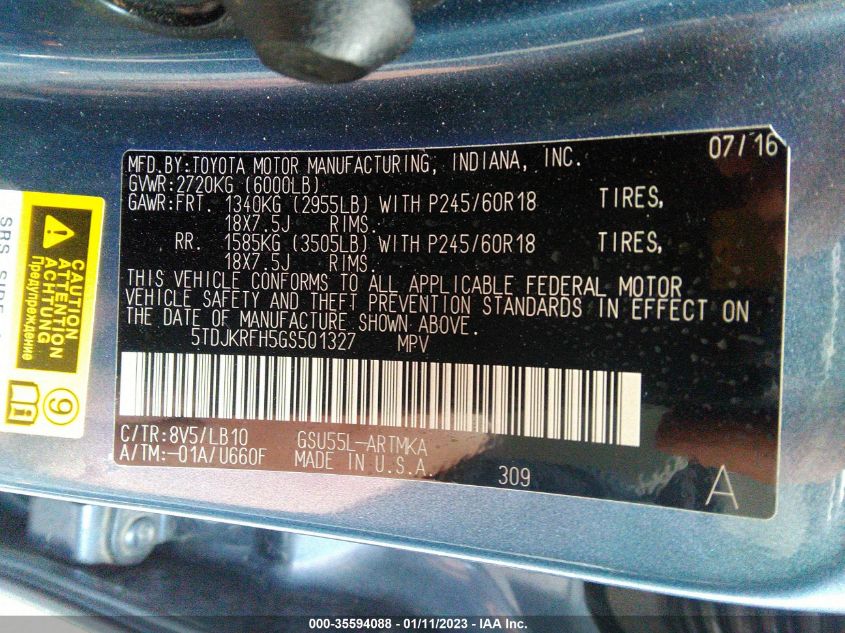 MFD.BY:TOYOTA MOTOR MANUFACTURING, INDIANA, INC. 07/16
GVWR:2720KG (6000LB)
GAWR:FRT. 1340KG (2955LB) WITH P245/60R18 TIRES,
18X7.5J RIMS.
RR. 1585KG (3505LB) WITH P245/60R18 TIRES,
18X7.5J RIMS.
THIS VEHICLE CONFORMS TO ALL APPLICABLE FEDERAL MOTOR
VEHICLE SAFETY AND THEFT PREVENTION STANDARDS IN EFFECT ON
THE DATE OF MANUFACTURE SHOWN ABOVE.
5TDJKRFH5GS501327 MPV
C/TR:8V5/LB10 GSU55L-ARTMKA
A/TM:-01A/U660F MADE IN U.S.A.
309
A
SRS SIDE
CAUTION
ATTENTION
ACHTUNG
Предупреждение
9
000-35594088 - 01/11/2023 - IAA Inc.